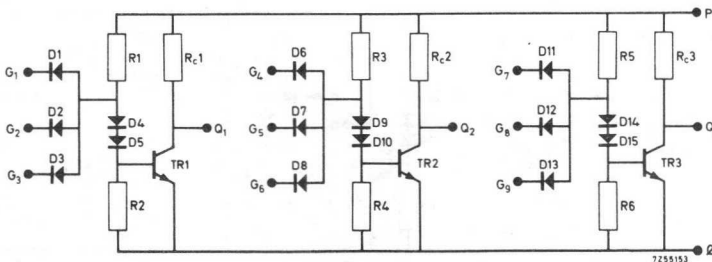 P
R1
Rc1
R3
Rc2
R5
Rc3
D1
G1
D6
G4
D11
G7
D4
D2
G2
D5
Q1
D9
D7
G5
D10
Q2
D14
D12
G8
D15
Q
D3
G3
TR1
D8
G6
TR2
D13
G9
TR3
R2
R4
R6
0
7Z55153